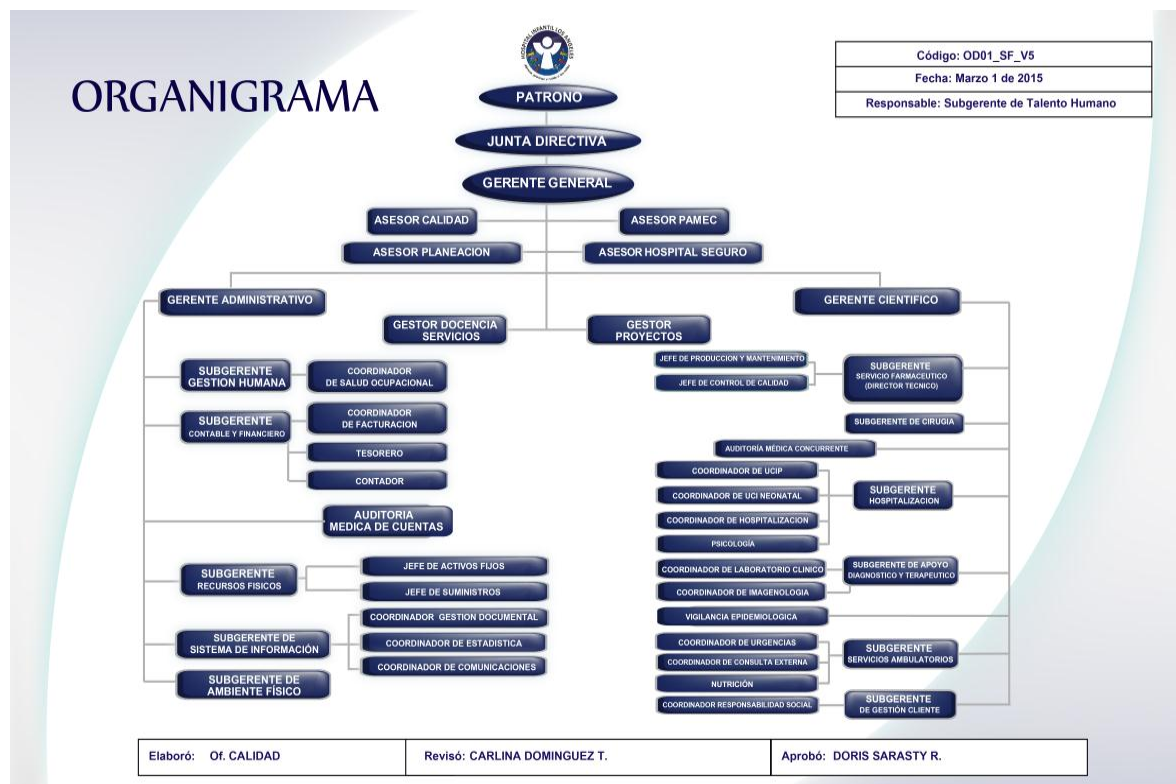 HOSPITAL INFANTIL LOS ANGELES
ORGANIGRAMA
Código: OD01_SF_V5
Fecha: Marzo 1 de 2015
Responsable: Subgerente de Talento Humano
PATRONO
JUNTA DIRECTIVA
GERENTE GENERAL
ASESOR CALIDAD
ASESOR PAMEC
ASESOR PLANEACION
ASESOR HOSPITAL SEGURO
GERENTE ADMINISTRATIVO
GERENTE CIENTIFICO
GESTOR DOCENCIA
SERVICIOS
GESTOR
PROYECTOS
SUBGERENTE
GESTION HUMANA
COORDINADOR
DE SALUD OCUPACIONAL
SUBGERENTE
CONTABLE Y FINANCIERO
COORDINADOR
DE FACTURACION
TESORERO
CONTADOR
AUDITORIA
MEDICA DE CUENTAS
SUBGERENTE
RECURSOS FISICOS
JEFE DE ACTIVOS FIJOS
JEFE DE SUMINISTROS
SUBGERENTE DE
SISTEMA DE INFORMACIÓN
COORDINADOR GESTION DOCUMENTAL
COORDINADOR DE ESTADISTICA
COORDINADOR DE COMUNICACIONES
SUBGERENTE DE
AMBIENTE FÍSICO
JEFE DE PRODUCCION Y MANTENIMIENTO
JEFE DE CONTROL DE CALIDAD
SUBGERENTE
SERVICIO FARMACEUTICO
(DIRECTOR TECNICO)
SUBGERENTE DE CIRUGIA
AUDITORÍA MÉDICA CONCURRENTE
COORDINADOR DE UCIP
COORDINADOR DE UCI NEONATAL
COORDINADOR DE HOSPITALIZACION
PSICOLOGÍA
SUBGERENTE
HOSPITALIZACION
COORDINADOR DE LABORATORIO CLINICO
COORDINADOR DE IMAGENOLOGIA
SUBGERENTE DE APOYO
DIAGNOSTICO Y TERAPEUTICO
VIGILANCIA EPIDEMIOLOGICA
COORDINADOR DE URGENCIAS
COORDINADOR DE CONSULTA EXTERNA
NUTRICIÓN
SUBGERENTE
SERVICIOS AMBULATORIOS
COORDINADOR RESPONSABILIDAD SOCIAL
SUBGERENTE
DE GESTIÓN CLIENTE
Elaboró: Of. CALIDAD
Revisó: CARLINA DOMINGUEZ T.
Aprobó: DORIS SARASTY R.